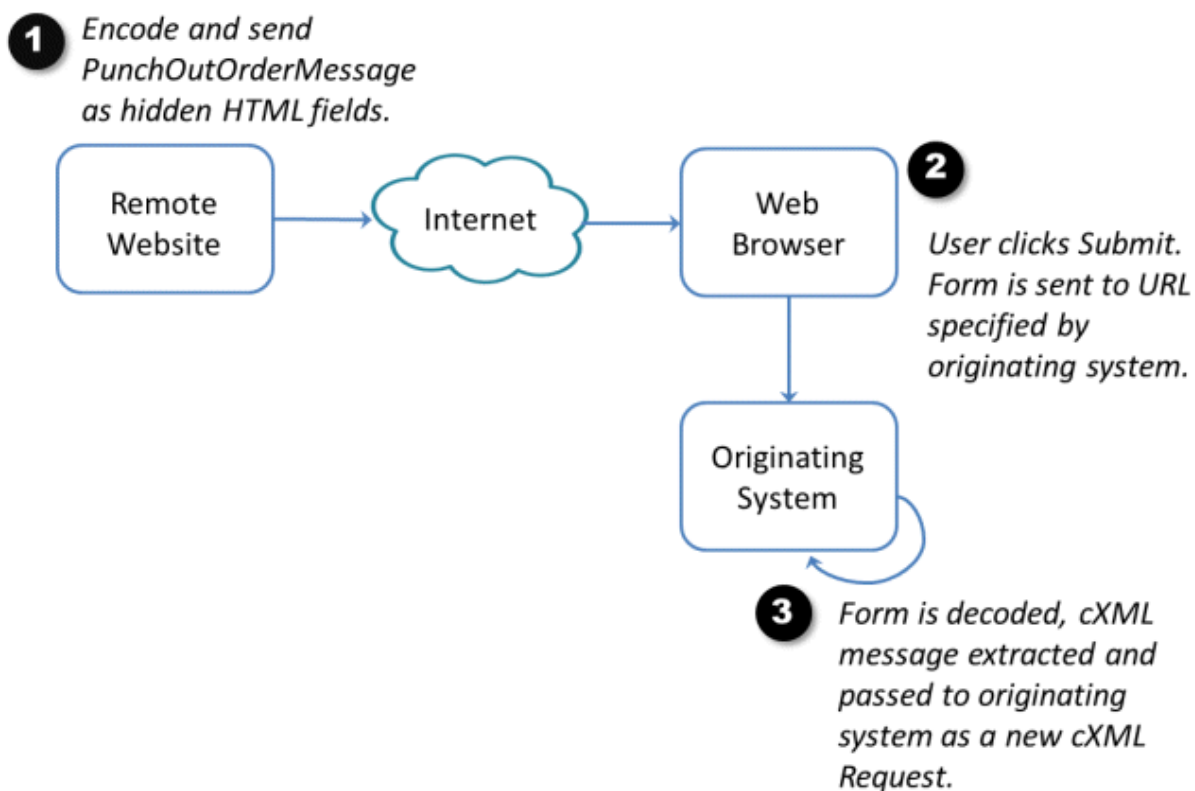 1
Encode and send
PunchOutOrderMessage
as hidden HTML fields.
Remote
Website
Internet
Web
Browser
2
User clicks Submit.
Form is sent to URL
specified by
originating system.
Originating
System
3
Form is decoded, cXML
message extracted and
passed to originating
system as a new cXML
Request.